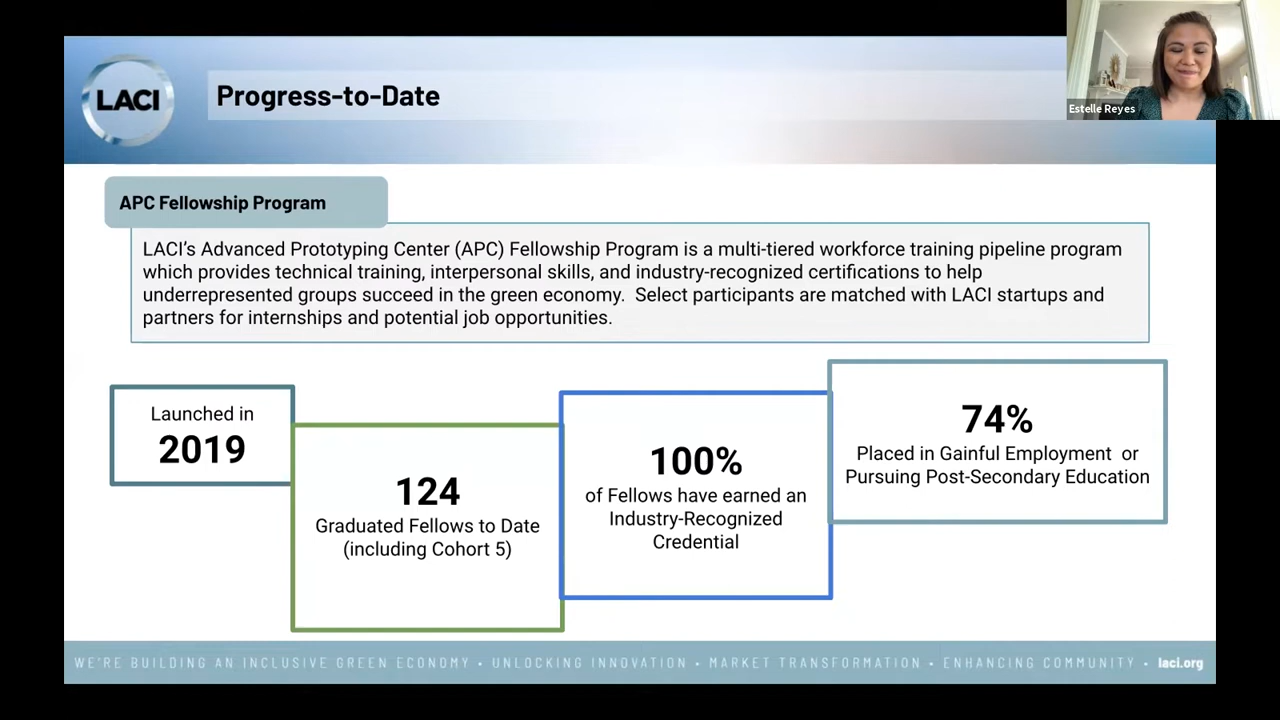 LACI
Progress-to-Date
Estelle Reyes
APC Fellowship Program
LACI's Advanced Prototyping Center (APC) Fellowship Program is a multi-tiered workforce training pipeline program
which provides technical training, interpersonal skills, and industry-recognized certifications to help
underrepresented groups succeed in the green economy.  Select participants are matched with LACI startups and
partners for internships and potential job opportunities.
Launched in
2019
124
Graduated Fellows to Date
(including Cohort 5)
100%
of Fellows have earned an
Industry-Recognized
Credential
74%
Placed in Gainful Employment  or
Pursuing Post-Secondary Education
WE'RE BUILDING AN INCLUSIVE GREEN ECONOMY • UNLOCKING INNOVATION • MARKET TRANSFORMATION • ENHANCING COMMUNITY • laci.org